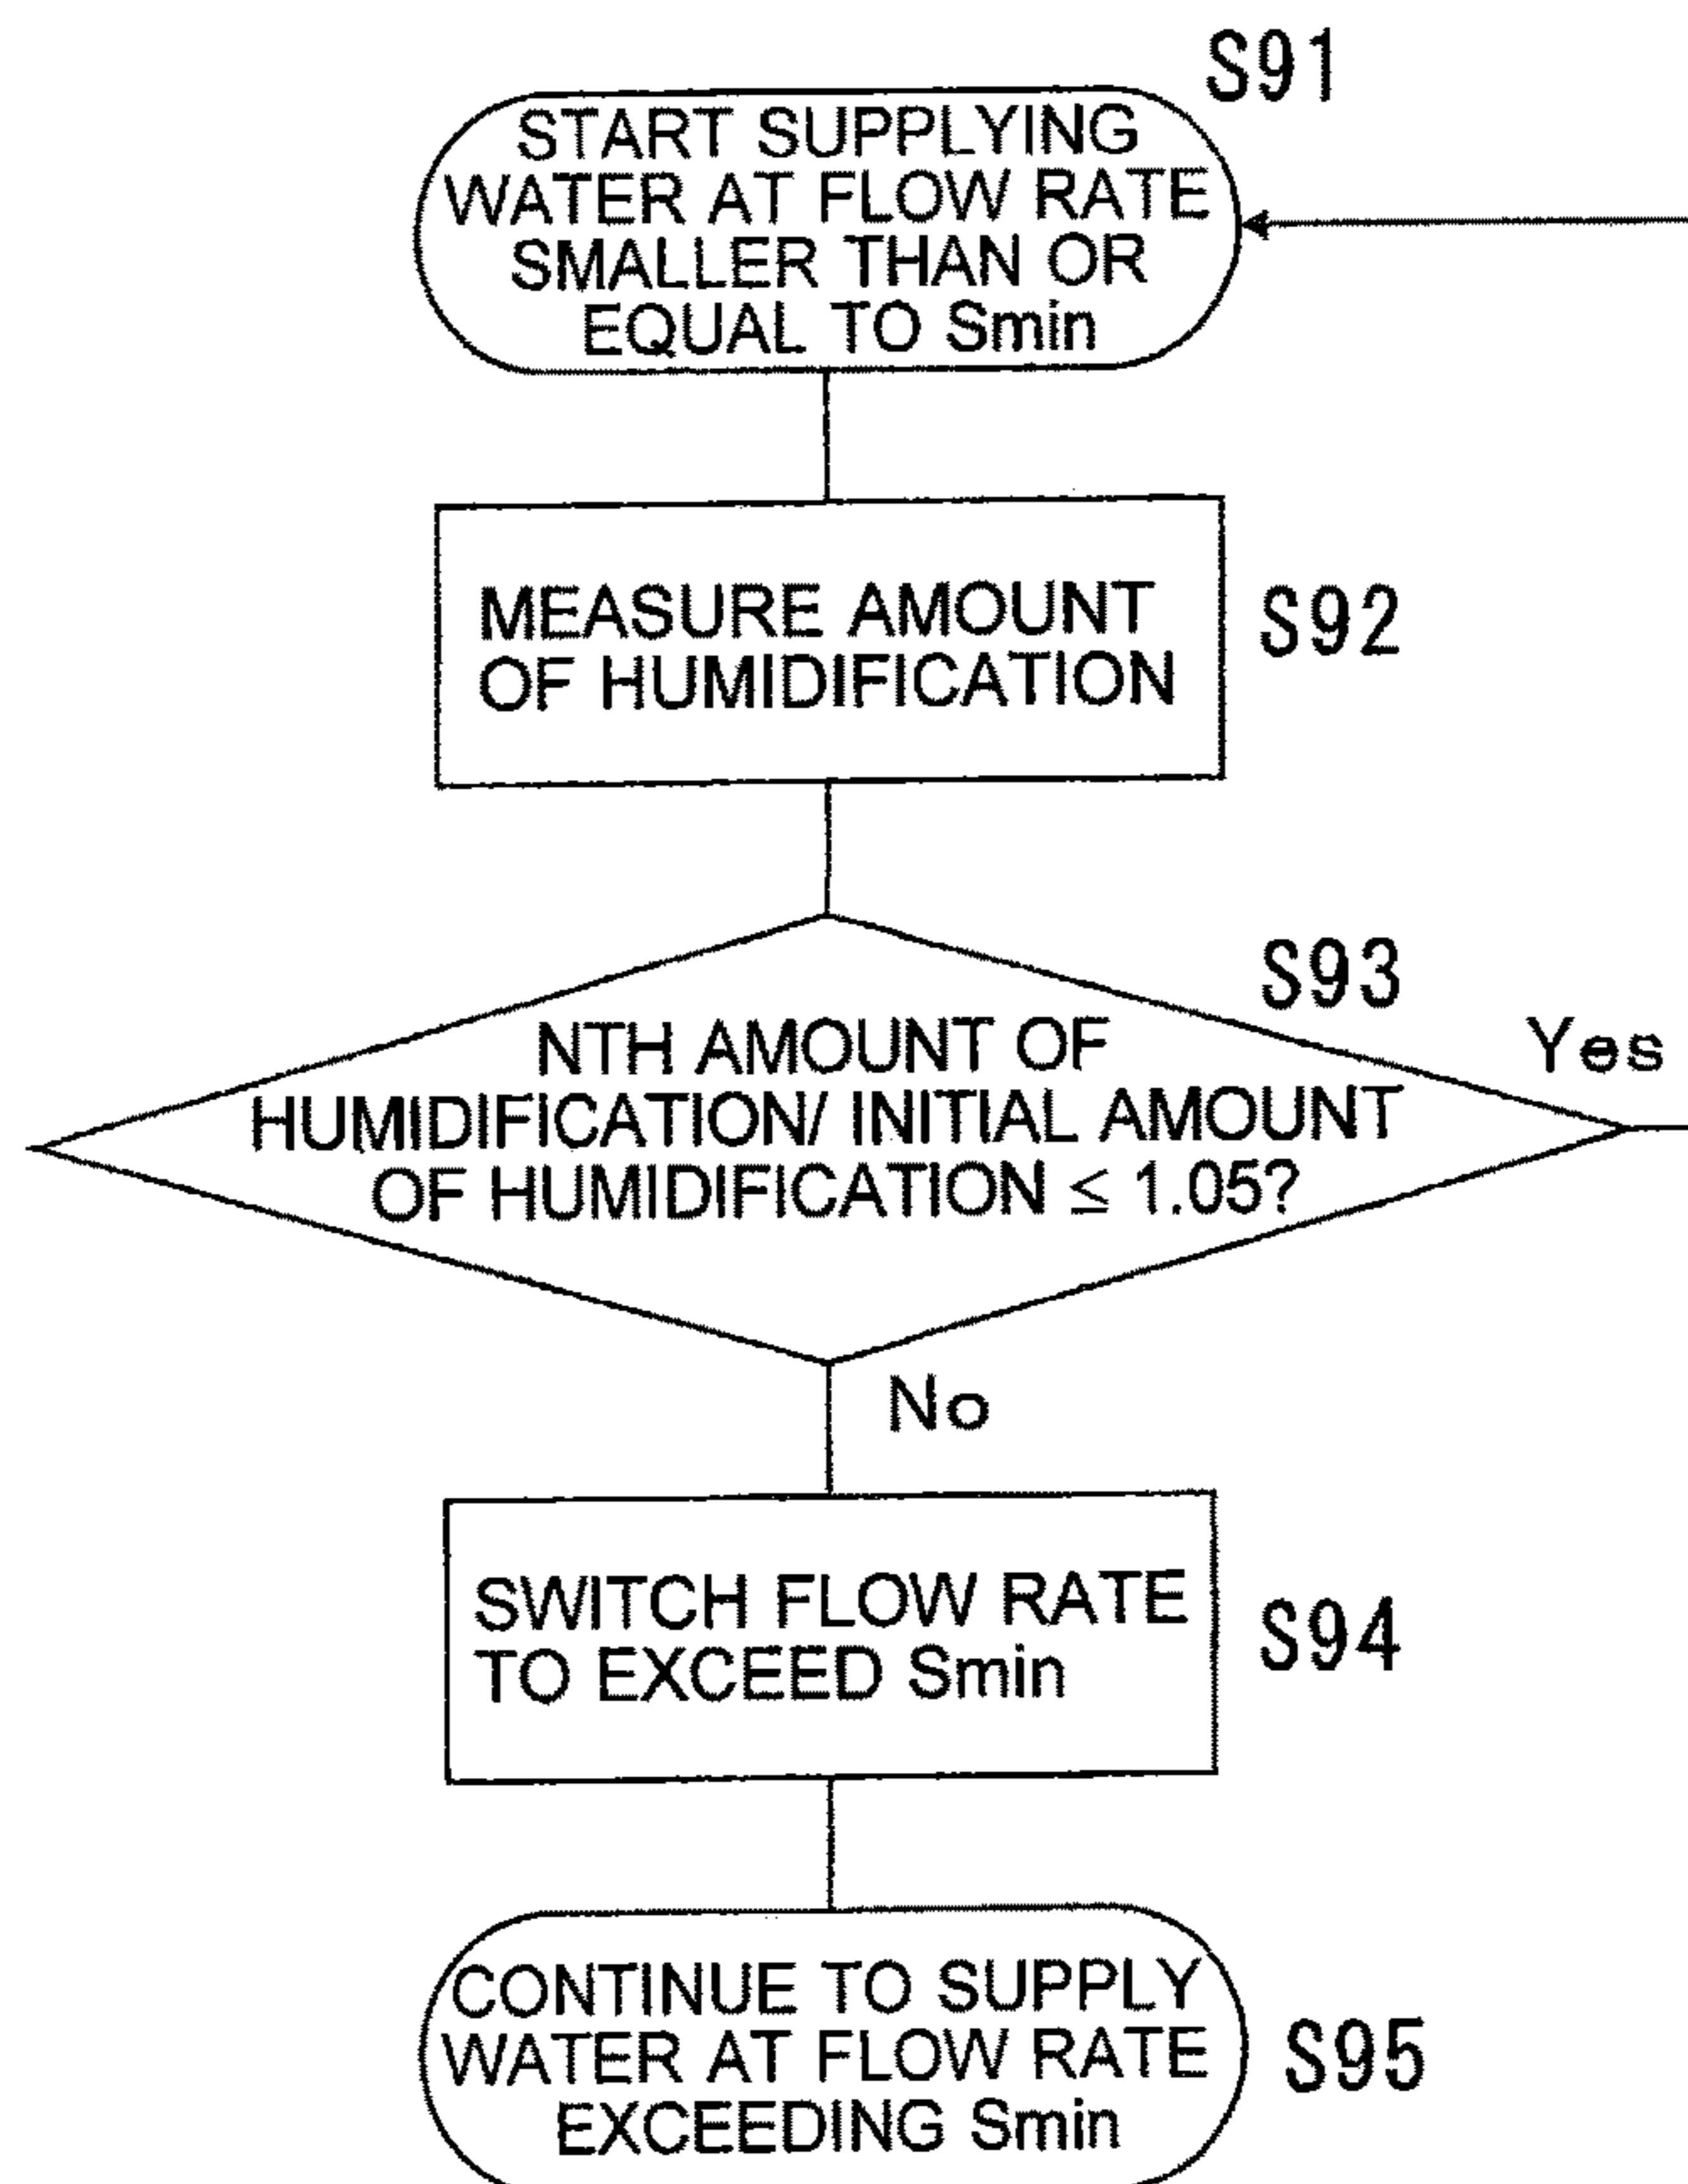 S91
START SUPPLYING
WATER AT FLOW RATE
SMALLER THAN OR
EQUAL TO Smin
MEASURE AMOUNT
OF HUMIDIFICATION
S92
S93
NTH AMOUNT OF
HUMIDIFICATION/ INITIAL AMOUNT
OF HUMIDIFICATION ≤ 1.05?
Yes
No
SWITCH FLOW RATE
TO EXCEED Smin
S94
CONTINUE TO SUPPLY
WATER AT FLOW RATE
EXCEEDING Smin
S95